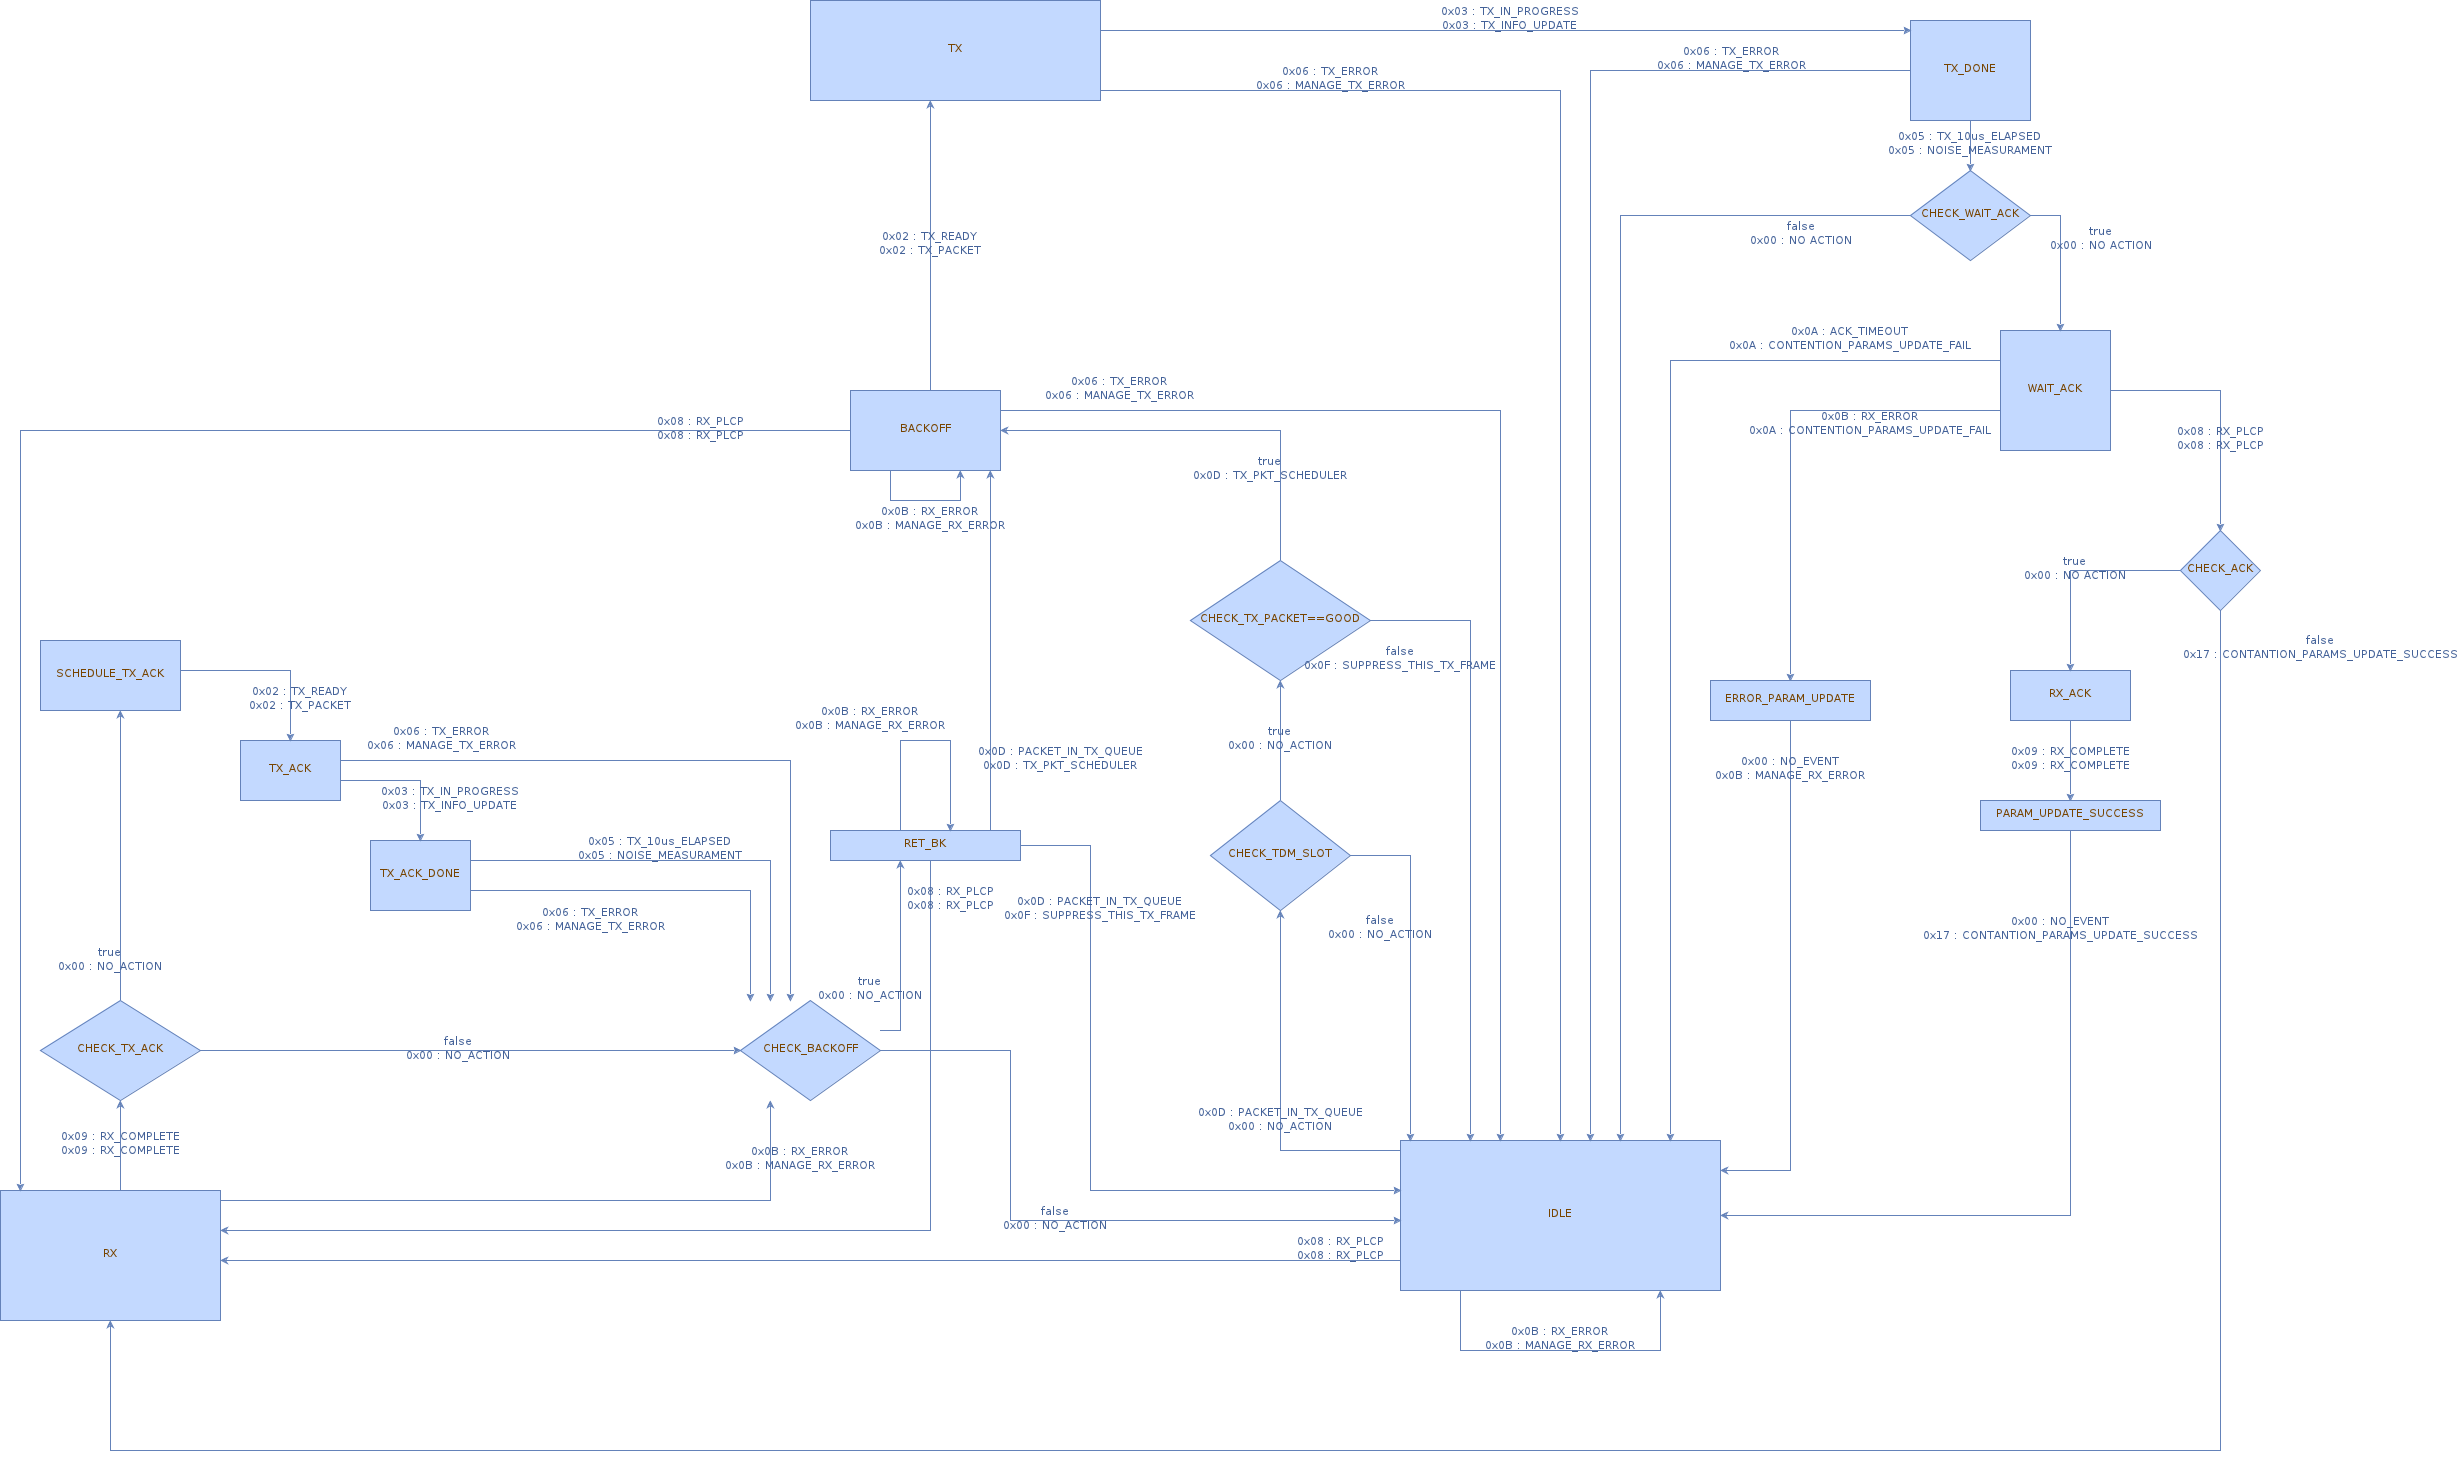 0x03 : TX_IN_PROGRESS
0x03 : TX_INFO_UPDATE
TX
0x06 : TX_ERROR
0x06 : MANAGE_TX_ERROR
0x06 : TX_ERROR
0x06 : MANAGE_TX_ERROR
TX_DONE
0x05 : TX_10us_ELAPSED
0x05 : NOISE_MEASURAMENT
CHECK_WAIT_ACK
false
0x00 : NO ACTION
true
0x00 : NO ACTION
0x02 : TX_READY
0x02 : TX_PACKET
0x0A : ACK_TIMEOUT
0x0A : CONTENTION_PARAMS_UPDATE_FAIL
WAIT_ACK
0x06 : TX_ERROR
0x06 : MANAGE_TX_ERROR
0x0B : RX_ERROR
0x0A : CONTENTION_PARAMS_UPDATE_FAIL
0x08 : RX_PLCP
0x08 : RX_PLCP
BACKOFF
0x08 : RX_PLCP
0x08 : RX_PLCP
true
0x0D : TX_PKT_SCHEDULER
0x0B : RX_ERROR
0x0B : MANAGE_RX_ERROR
true
0x00 : NO ACTION
CHECK_ACK
CHECK_TX_PACKET==GOOD
false
0x0F : SUPPRESS_THIS_TX_FRAME
false
0x17 : CONTANTION_PARAMS_UPDATE_SUCCESS
SCHEDULE_TX_ACK
0x02 : TX_READY
0x02 : TX_PACKET
ERROR_PARAM_UPDATE
RX_ACK
0x0B : RX_ERROR
0x0B : MANAGE_RX_ERROR
0x06 : TX_ERROR
0x06 : MANAGE_TX_ERROR
true
0x00 : NO_ACTION
0x0D : PACKET_IN_TX_QUEUE
0x0D : TX_PKT_SCHEDULER
0x00 : NO_EVENT
0x0B : MANAGE_RX_ERROR
0x09 : RX_COMPLETE
0x09 : RX_COMPLETE
TX_ACK
0x03 : TX_IN_PROGRESS
0x03 : TX_INFO_UPDATE
PARAM_UPDATE_SUCCESS
0x05 : TX_10us_ELAPSED
0x05 : NOISE_MEASURAMENT
RET_BK
CHECK_TDM_SLOT
TX_ACK_DONE
0x08 : RX_PLCP
0x08 : RX_PLCP
0x0D : PACKET_IN_TX_QUEUE
0x0F : SUPPRESS_THIS_TX_FRAME
0x06 : TX_ERROR
0x06 : MANAGE_TX_ERROR
false
0x00 : NO_ACTION
0x00 : NO_EVENT
0x17 : CONTANTION_PARAMS_UPDATE_SUCCESS
true
0x00 : NO_ACTION
true
0x00 : NO_ACTION
CHECK_TX_ACK
false
0x00 : NO_ACTION
CHECK_BACKOFF
0x0D : PACKET_IN_TX_QUEUE
0x00 : NO_ACTION
0x09 : RX_COMPLETE
0x09 : RX_COMPLETE
0x0B : RX_ERROR
0x0B : MANAGE_RX_ERROR
false
0x00 : NO_ACTION
IDLE
RX
0x08 : RX_PLCP
0x08 : RX_PLCP
0x0B : RX_ERROR
0x0B : MANAGE_RX_ERROR